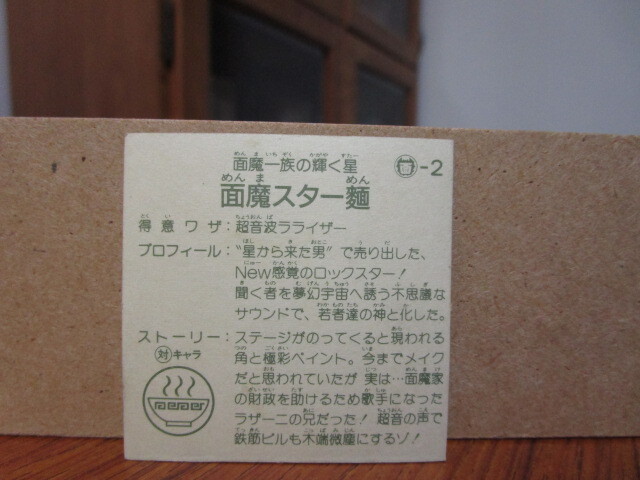 面魔一族の輝く星
-2
面魔スター麺
得意ワザ：超音波ラライザー
プロフィール："星から来た男"で売り出した、
New感覚のロックスター！
聞く者を夢幻宇宙へ誘う不思議な
サウンドで、若者達の神と化した。
ストーリー：ステージがのってくると現われる
対キャラ
角と極彩ペイント。今までメイク
だと思われていたが 実は…面魔家
の財政を助けるため歌手になった
ラザーニの兄だった！ 超音の声で
鉄筋ビルも木端微塵にするゾ！